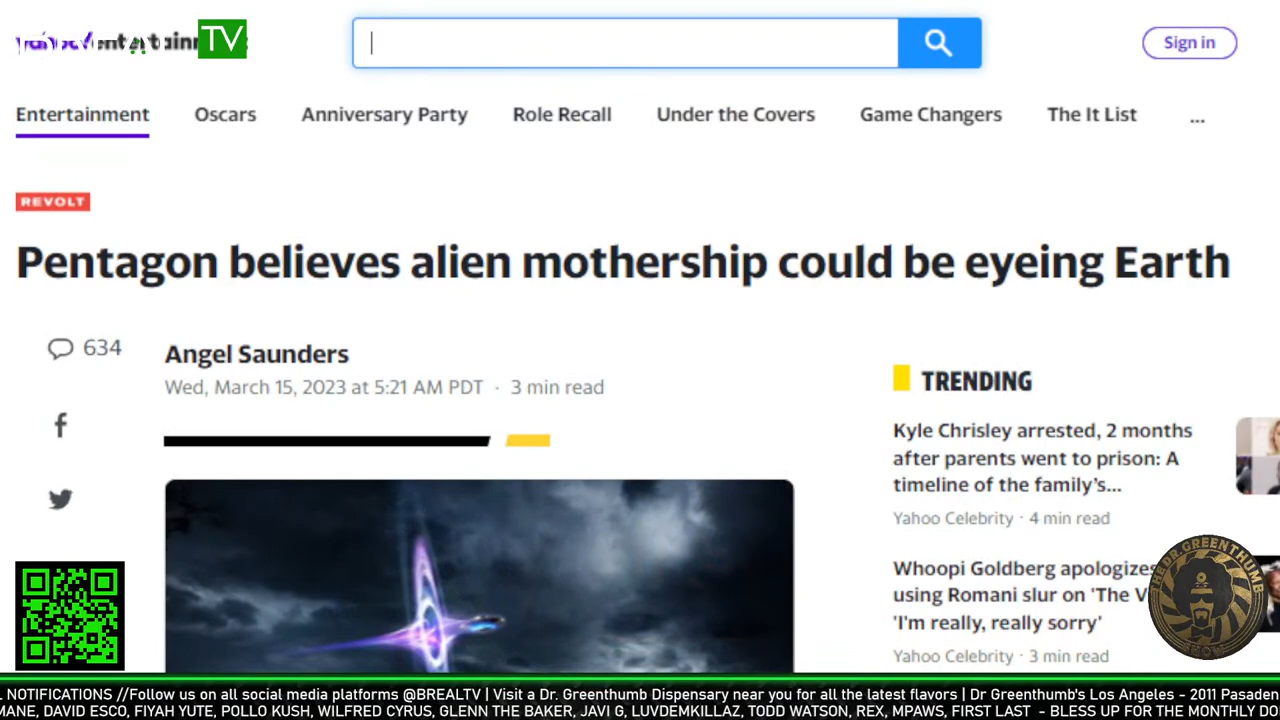 yahoo/entertainment
TV
Sign in
Entertainment
Oscars
Anniversary Party
Role Recall
Under the Covers
Game Changers
The It List
...
REVOLT
Pentagon believes alien mothership could be eyeing Earth
634
Angel Saunders
Wed, March 15, 2023 at 5:21 AM PDT · 3 min read
TRENDING
Kyle Chrisley arrested, 2 months
after parents went to prison: A
timeline of the family's...
Yahoo Celebrity · 4 min read
Whoopi Goldberg apologizes
using Romani slur on 'The V
'I'm really, really sorry'
Yahoo Celebrity · 3 min read
THE DR. GREENTHUMB
SHOW
L NOTIFICATIONS //Follow us on all social media platforms @BREALTV | Visit a Dr. Greenthumb Dispensary near you for all the latest flavors | Dr Greenthumb's Los Angeles - 2011 Pasaden
MANE, DAVID ESCO, FIYAH YUTE, POLLO KUSH, WILFRED CYRUS, GLENN THE BAKER, JAVI G, LUVDEMKILLAZ, TODD WATSON, REX, MPAWS, FIRST LAST - BLESS UP FOR THE MONTHLY DO